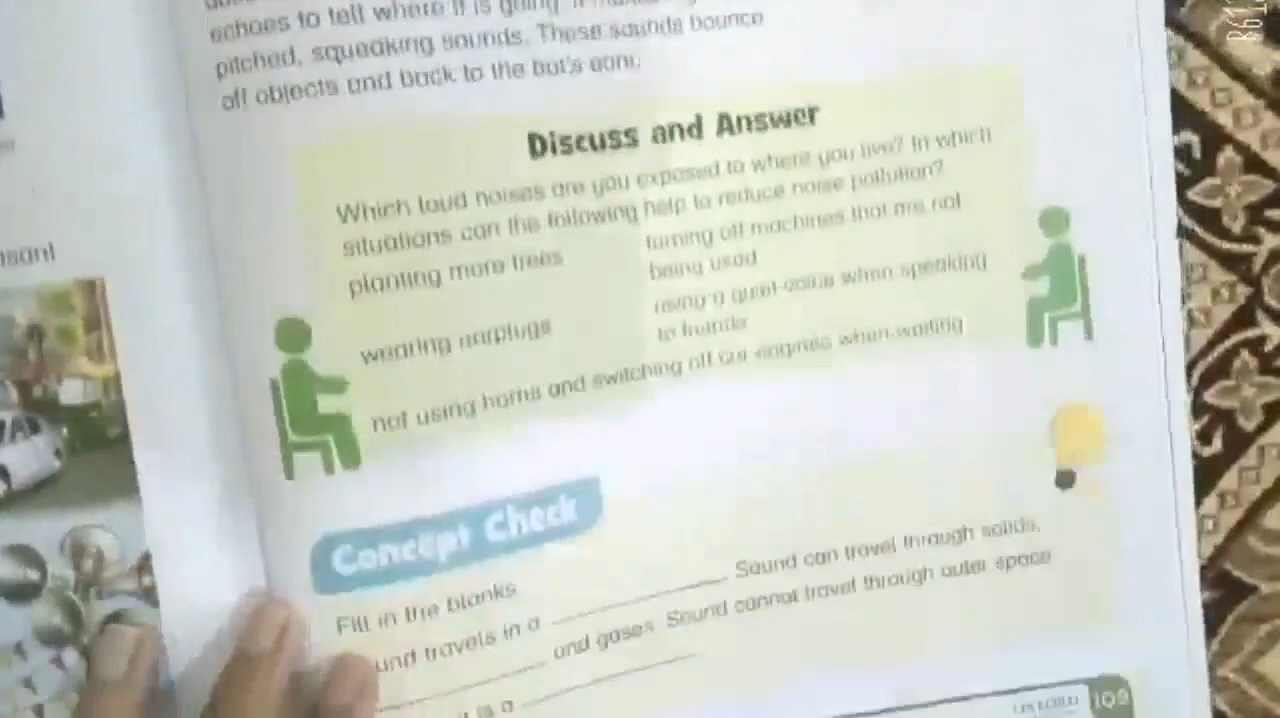 echoes to tell where it is going. It
pitched, squeaking sounds. These sounds bounce
off objects and back to the bat's ears.
Discuss and Answer
Which loud noises are you exposed to where you live? In which
situations can the following help to reduce noise pollution?
planting more trees
turning off machines that are not
being used
wearing earplugs
using a quiet voice when speaking
to friends
not using horns and switching off car engines when waiting
Concept Check
Fill in the blanks
und travels in a ____________ Sound can travel through solids,
____________ and gases. Sound cannot travel through outer space
is a ____________
109